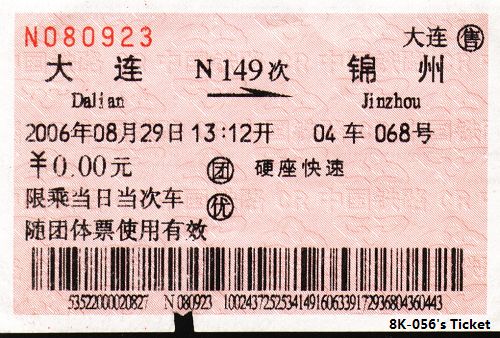 N080923 大连 售
大连 N149次 锦州
Dalian Jinzhou
2006年08月29日 13:12开 04车 068号
¥0.00元 团 硬座快速
限乘当日当次车 优
随团体票使用有效
53522000020827 N080923 10024372525341491606339179368043604​43
8K-056's Ticket